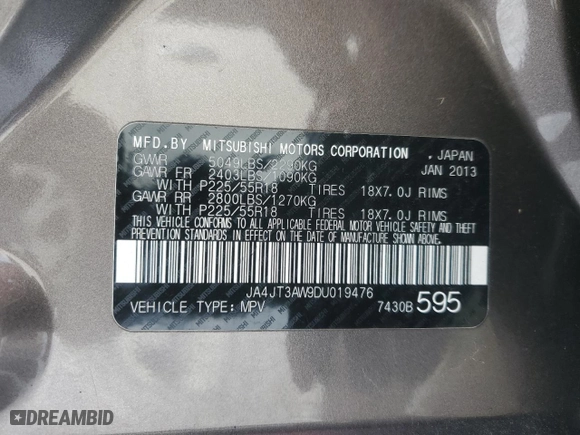 MFD.BY MITSUBISHI MOTORS CORPORATION . JAPAN
GVWR 5049LBS/2290KG JAN 2013
GAWR FR 2403LBS/1090KG
WITH P225/55R18 TIRES 18X7.0J RIMS
GAWR RR 2800LBS/1270KG
WITH P225/55R18 TIRES 18X7.0J RIMS
THIS VEHICLE CONFORMS TO ALL APPLICABLE FEDERAL MOTOR VEHICLE SAFETY AND THEFT
PREVENTION STANDARDS IN EFFECT ON THE DATE OF MANUFACTURE SHOWN ABOVE.
JA4JT3AW9DU019476
VEHICLE TYPE: MPV 7430B 595
DREAMBID